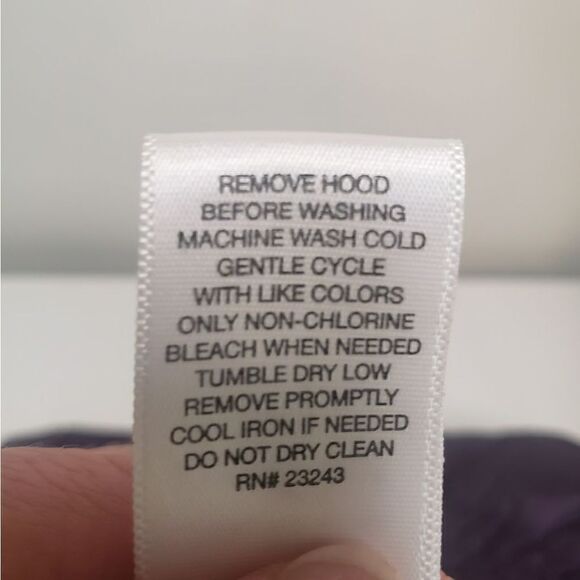 REMOVE HOOD
BEFORE WASHING
MACHINE WASH COLD
GENTLE CYCLE
WITH LIKE COLORS
ONLY NON-CHLORINE
BLEACH WHEN NEEDED
TUMBLE DRY LOW
REMOVE PROMPTLY
COOL IRON IF NEEDED
DO NOT DRY CLEAN
RN# 23243